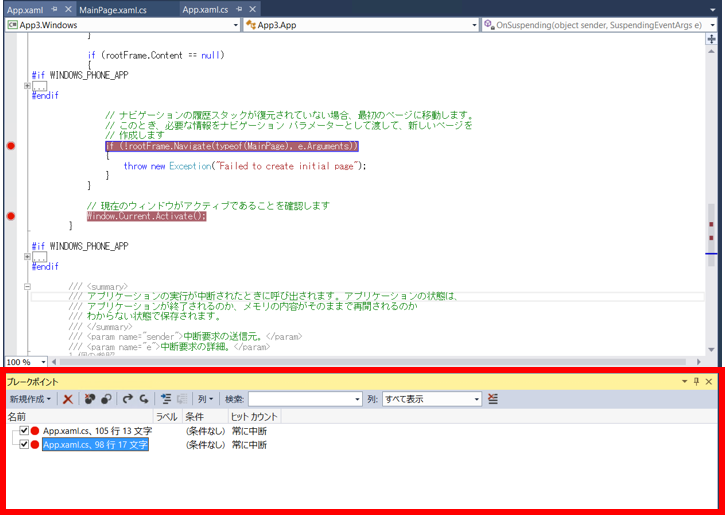 App.xaml MainPage.xaml.cs App.xaml.cs
App3.Windows App3.App OnSuspending(object sender, SuspendingEventArgs e)
}
if (rootFrame.Content == null)
{
#if WINDOWS_PHONE_APP
...
#endif
// ナビゲーションの履歴スタックが復元されていない場合、最初のページに移動します。
// このとき、必要な情報をナビゲーション パラメーターとして渡して、新しいページを
// 作成します
if (!rootFrame.Navigate(typeof(MainPage), e.Arguments))
{
throw new Exception("Failed to create initial page");
}
}
// 現在のウィンドウがアクティブであることを確認します
Window.Current.Activate();
}
#if WINDOWS_PHONE_APP
...
#endif
/// <summary>
/// アプリケーションの実行が中断されたときに呼び出されます。アプリケーションの状態は、
/// アプリケーションが終了されるのか、メモリの内容がそのままで再開されるのか
/// わからない状態で保存されます。
/// </summary>
/// <param name="sender">中断要求の送信元。</param>
/// <param name="e">中断要求の詳細。</param>
100 %
ブレークポイント
新規作成 列 検索: 列: すべて表示
名前 ラベル 条件 ヒット カウント
App.xaml.cs、105 行 13 文字 (条件なし) 常に中断
App.xaml.cs、98 行 17 文字 (条件なし) 常に中断